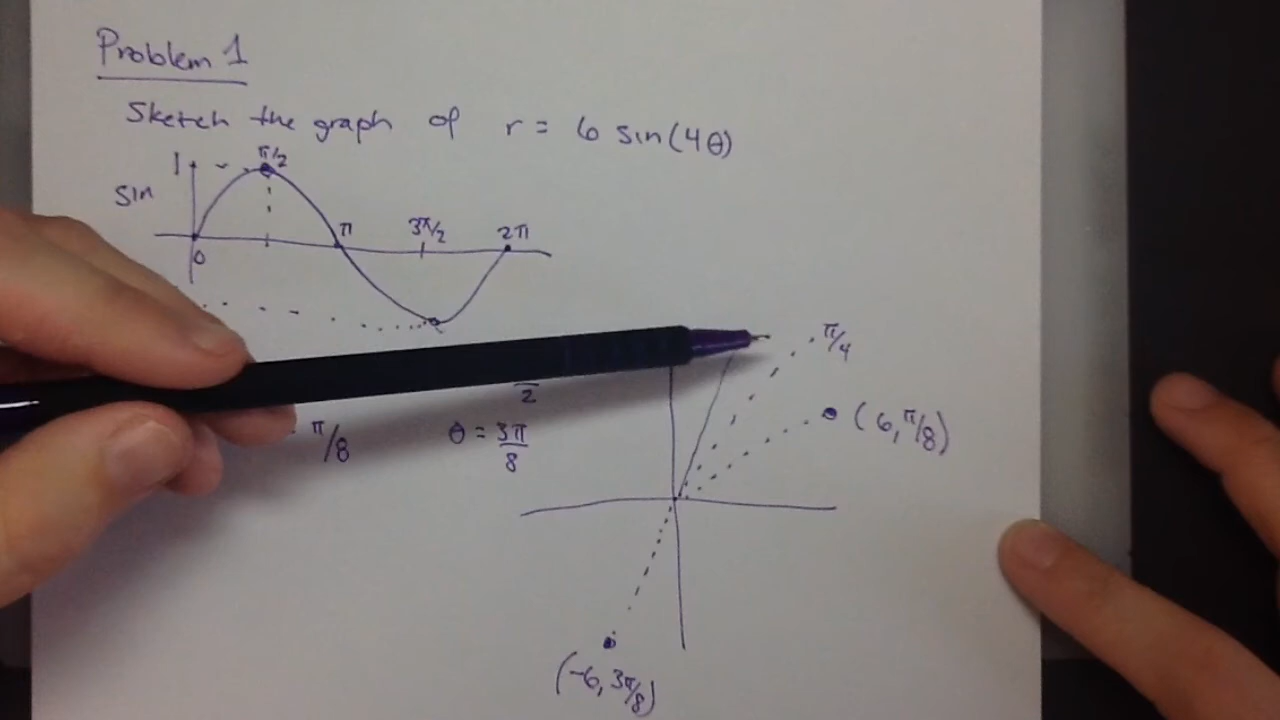 Problem 1
Sketch the graph of r = 6 sin(4θ)
1 π/2
sin
0 π 3π/2 2π
π/4
2
(6, π/8)
π/8 θ = 3π/8
(-6, 3π/8)